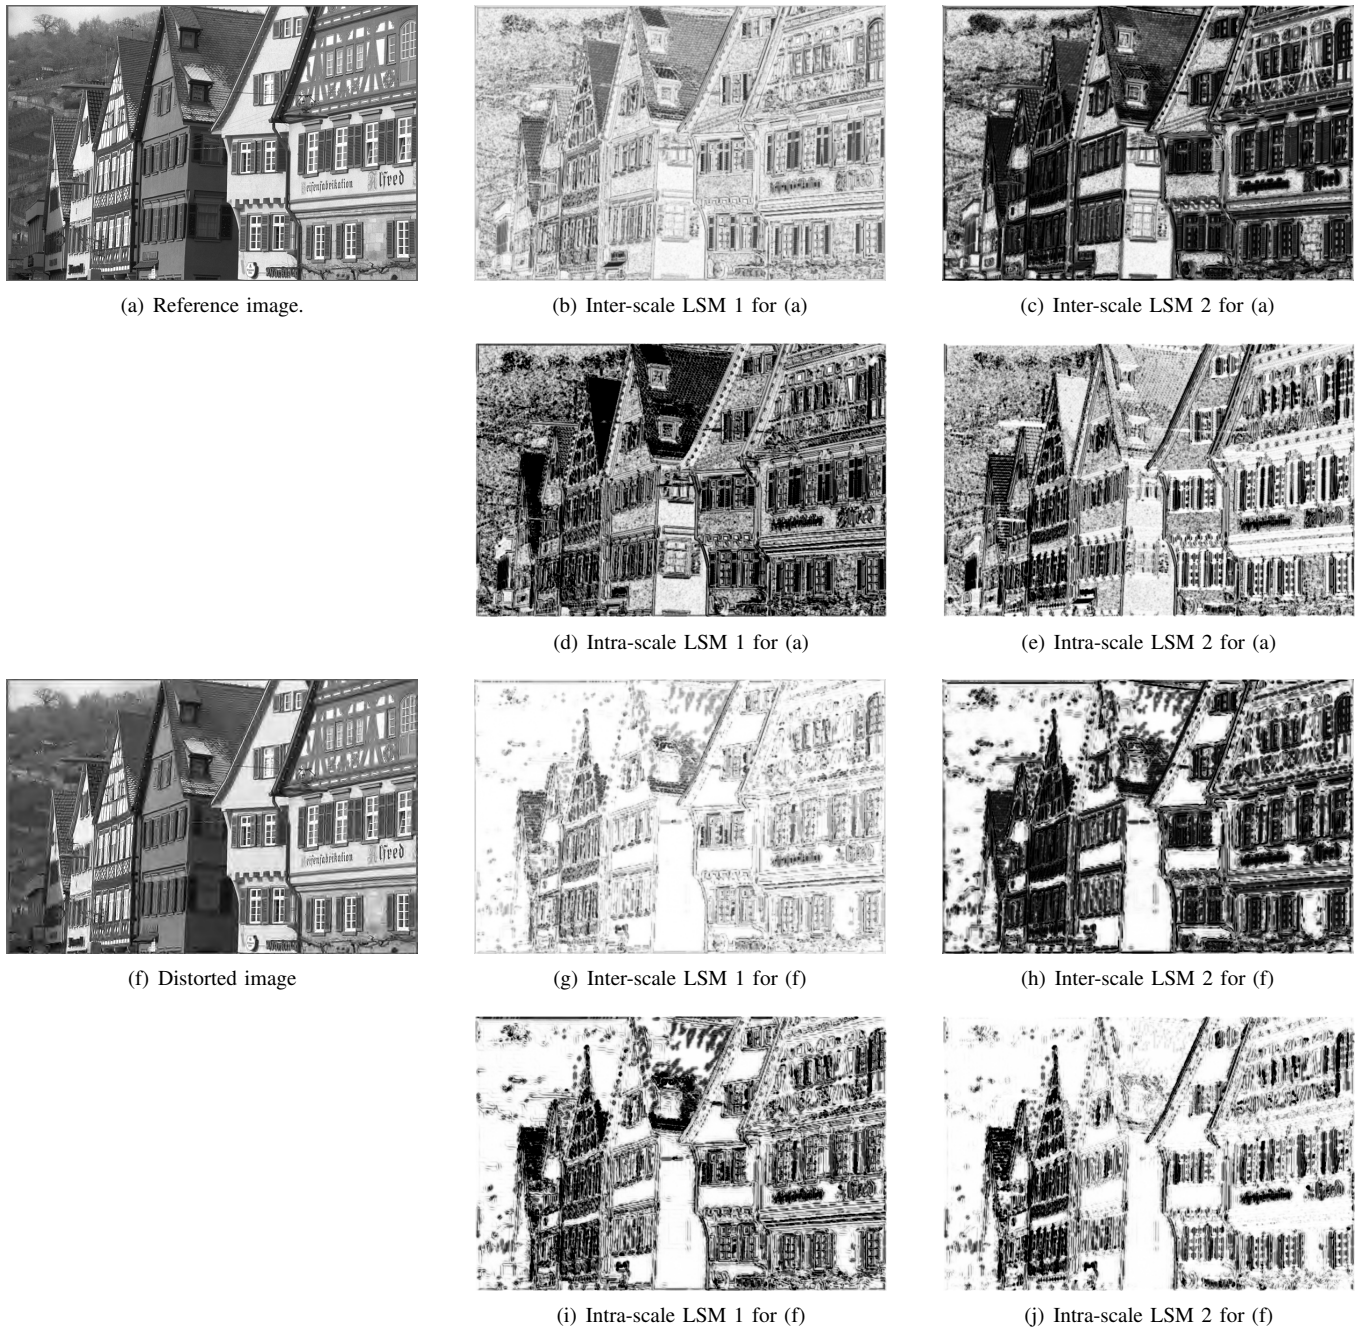 (a) Reference image.
(b) Inter-scale LSM 1 for (a)
(c) Inter-scale LSM 2 for (a)
(d) Intra-scale LSM 1 for (a)
(e) Intra-scale LSM 2 for (a)
(f) Distorted image
(g) Inter-scale LSM 1 for (f)
(h) Inter-scale LSM 2 for (f)
(i) Intra-scale LSM 1 for (f)
(j) Intra-scale LSM 2 for (f)